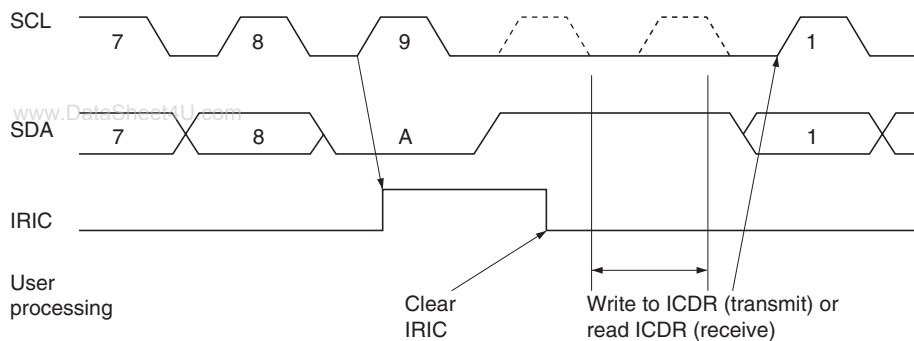 SCL
7 8 9 1
www.DataSheet4U.com
SDA
7 8 A 1
IRIC
User
processing
Clear
IRIC
Write to ICDR (transmit) or
read ICDR (receive)